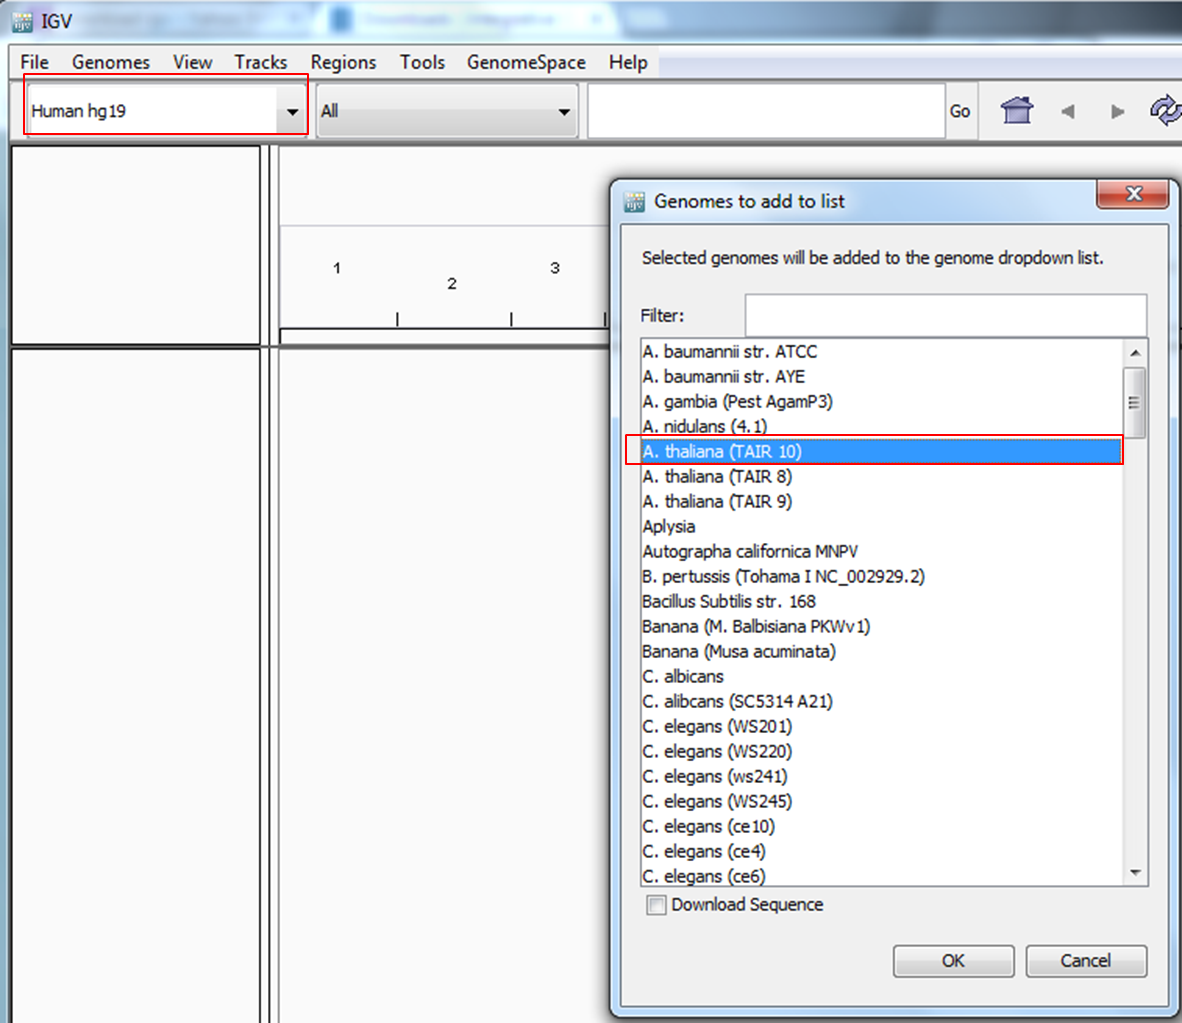 IGV
File Genomes View Tracks Regions Tools GenomeSpace Help
Human hg19 All Go
1 2 3
Genomes to add to list
Selected genomes will be added to the genome dropdown list.
Filter:
A. baumannii str. ATCC
A. baumannii str. AYE
A. gambia (Pest AgamP3)
A. nidulans (4.1)
A. thaliana (TAIR 10)
A. thaliana (TAIR 8)
A. thaliana (TAIR 9)
Aplysia
Autographa californica MNPV
B. pertussis (Tohama I NC_002929.2)
Bacillus Subtilis str. 168
Banana (M. Balbisiana PKWv1)
Banana (Musa acuminata)
C. albicans
C. alibcans (SC5314 A21)
C. elegans (WS201)
C. elegans (WS220)
C. elegans (ws241)
C. elegans (WS245)
C. elegans (ce10)
C. elegans (ce4)
C. elegans (ce6)
Download Sequence
OK Cancel